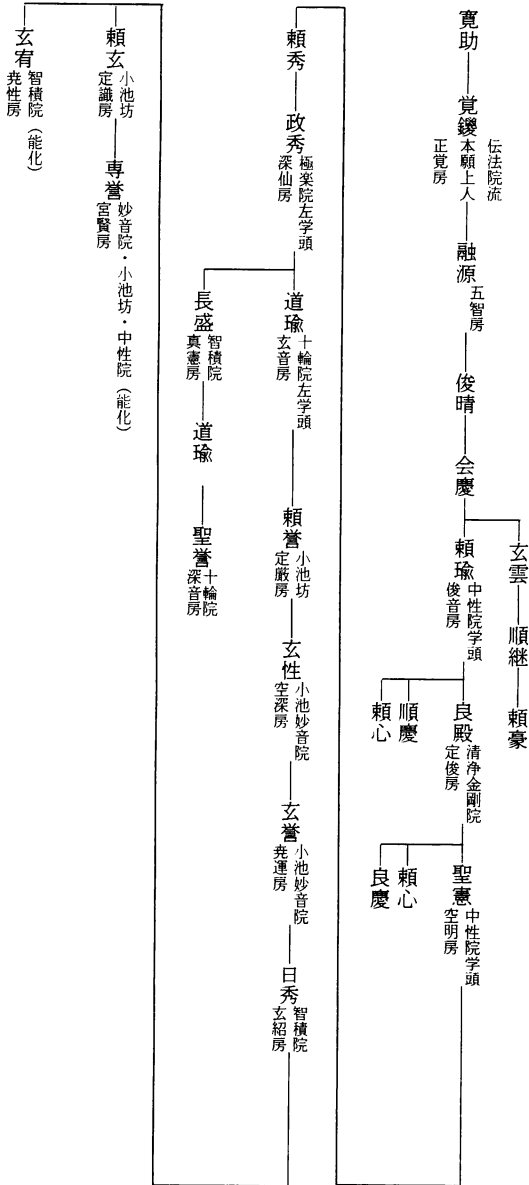 寛助
覚鑁
伝法院流
本願上人
正覚房
融源
五智房
俊晴
会慶
玄雲
順継
頼豪
頼瑜
中性院学頭
俊音房
良殿
清浄金剛院
定俊房
順慶
頼心
聖憲
中性院学頭
空明房
頼心
良慶
頼秀
政秀
極楽院左学頭
深仙房
道瑜
十輪院左学頭
玄音房
頼誉
小池坊
定厳房
玄性
小池妙音院
空深房
玄誉
小池妙音院
尭運房
日秀
智積院
玄紹房
長盛
智積院
真憲房
道瑜
聖誉
十輪院
深音房
頼玄
小池坊
定識房
専誉
妙音院・小池坊・中性院（能化）
宮賢房
玄宥
智積院（能化）
尭性房